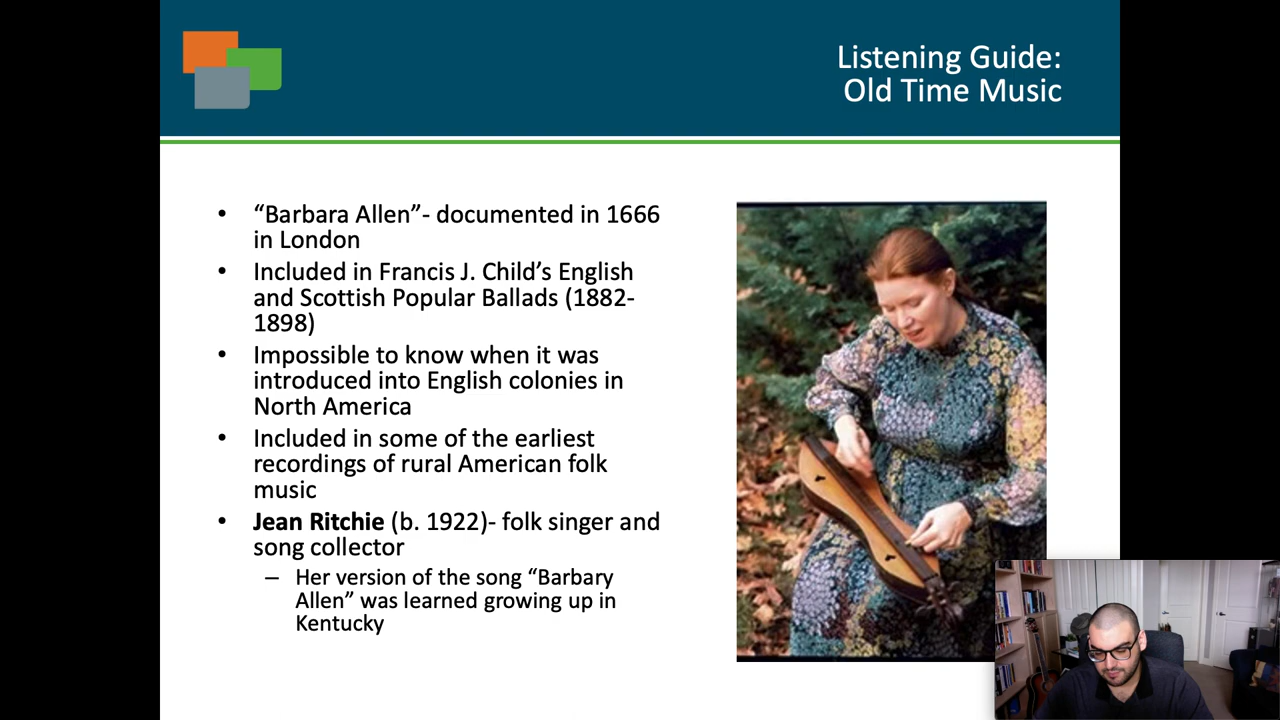 Listening Guide:
Old Time Music
• “Barbara Allen”- documented in 1666
in London
• Included in Francis J. Child’s English
and Scottish Popular Ballads (1882-
1898)
• Impossible to know when it was
introduced into English colonies in
North America
• Included in some of the earliest
recordings of rural American folk
music
• Jean Ritchie (b. 1922)- folk singer and
song collector
– Her version of the song “Barbary
Allen” was learned growing up in
Kentucky